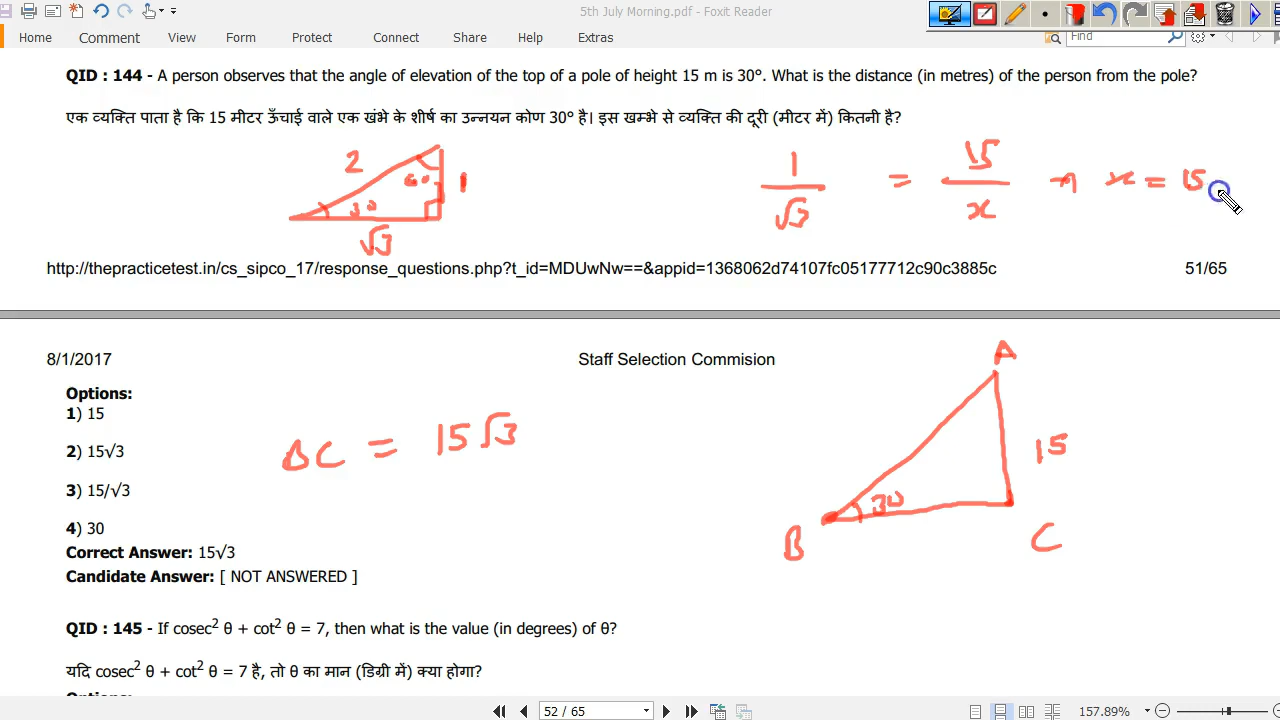 5th July Morning.pdf - Foxit Reader
Home Comment View Form Protect Connect Share Help Extras Find
QID : 144 - A person observes that the angle of elevation of the top of a pole of height 15 m is 30°. What is the distance (in metres) of the person from the pole?
एक व्यक्ति पाता है कि 15 मीटर ऊँचाई वाले एक खंभे के शीर्ष का उन्नयन कोण 30° है। इस खम्भे से व्यक्ति की दूरी (मीटर में) कितनी है?
2 60 1 30 √3
1/√3 = 15/x → x = 15
http://thepracticetest.in/cs_sipco_17/response_questions.php?t_id=MDUwNw==&appid=1368062d74107fc05177712c90c3885c 51/65
8/1/2017 Staff Selection Commision
Options:
1) 15
2) 15√3
3) 15/√3
4) 30
BC = 15√3
A
15
30
B
C
Correct Answer: 15√3
Candidate Answer: [ NOT ANSWERED ]
QID : 145 - If cosec² θ + cot² θ = 7, then what is the value (in degrees) of θ?
यदि cosec² θ + cot² θ = 7 है, तो θ का मान (डिग्री में) क्या होगा?
52 / 65 157.89%